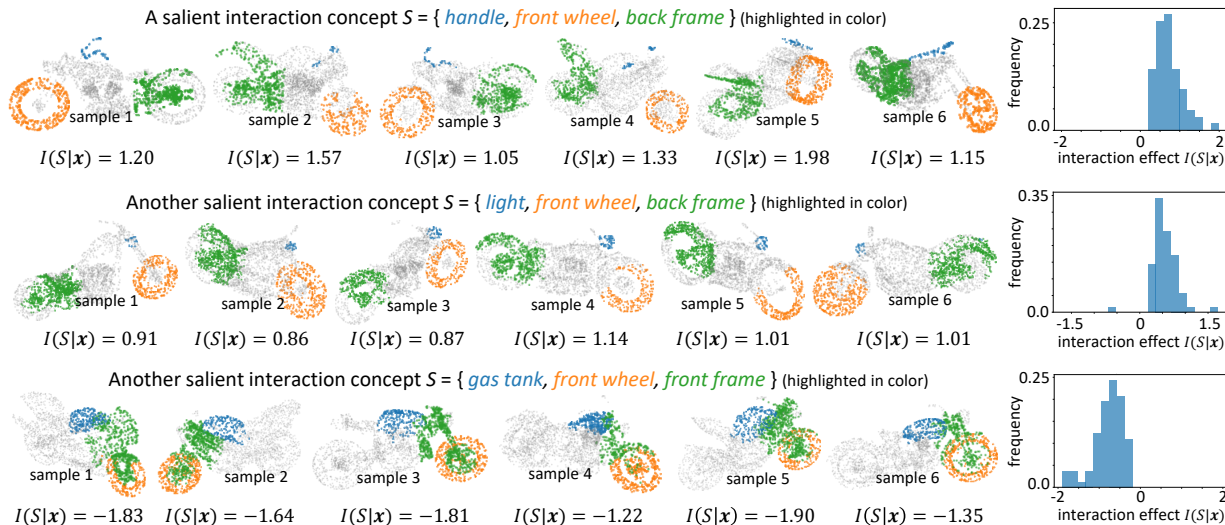 A salient interaction concept S = { handle, front wheel, back frame } (highlighted in color)
sample 1 sample 2 sample 3 sample 4 sample 5 sample 6
I(S|x) = 1.20 I(S|x) = 1.57 I(S|x) = 1.05 I(S|x) = 1.33 I(S|x) = 1.98 I(S|x) = 1.15
0.25
frequency
0.0
-2 0 2
interaction effect I(S|x)
Another salient interaction concept S = { light, front wheel, back frame } (highlighted in color)
sample 1 sample 2 sample 3 sample 4 sample 5 sample 6
I(S|x) = 0.91 I(S|x) = 0.86 I(S|x) = 0.87 I(S|x) = 1.14 I(S|x) = 1.01 I(S|x) = 1.01
0.35
frequency
0.0
-1.5 0 1.5
interaction effect I(S|x)
Another salient interaction concept S = { gas tank, front wheel, front frame } (highlighted in color)
sample 1 sample 2 sample 3 sample 4 sample 5 sample 6
I(S|x) = −1.83 I(S|x) = −1.64 I(S|x) = −1.81 I(S|x) = −1.22 I(S|x) = −1.90 I(S|x) = −1.35
0.25
frequency
0.0
-2 0 2
interaction effect I(S|x)